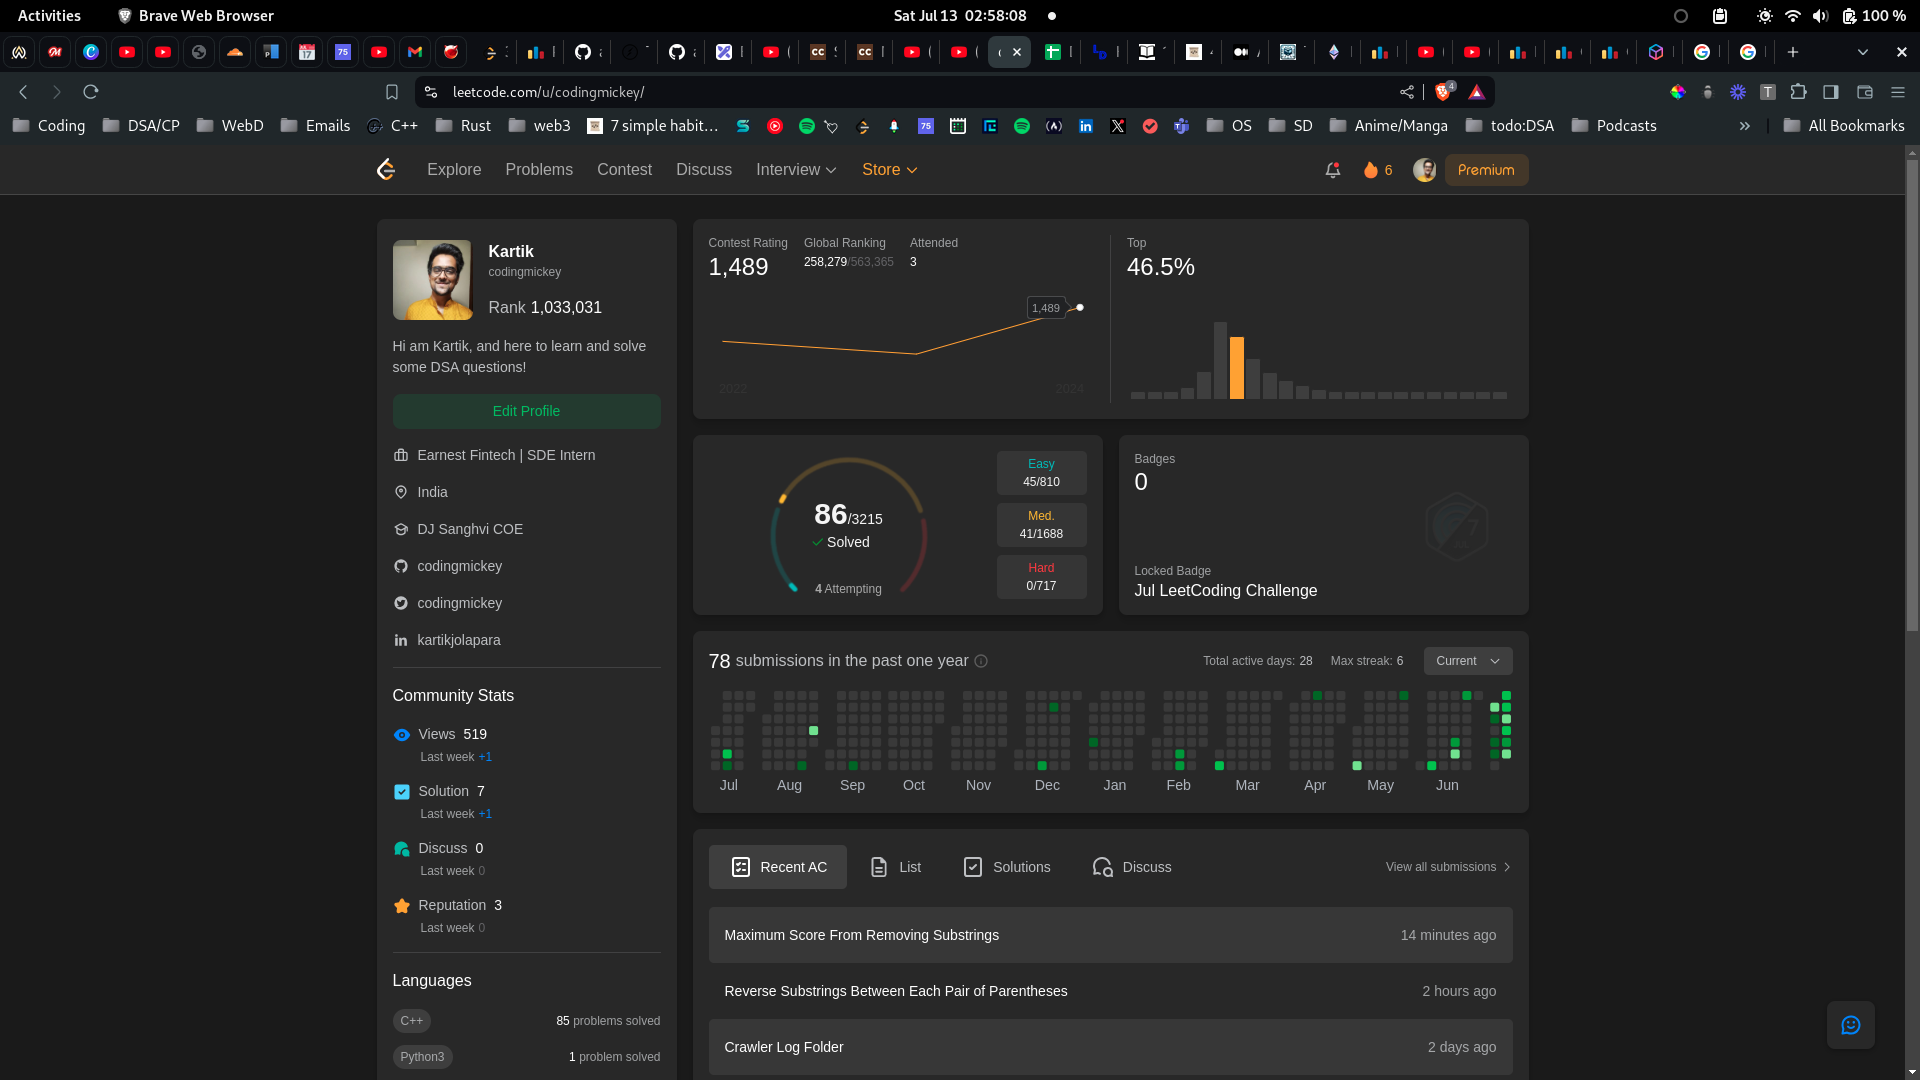 Activities
Brave Web Browser
Sat Jul 13 02:58:08
100 %
leetcode.com/u/codingmickey/
4
Coding
DSA/CP
WebD
Emails
C++
Rust
web3
7 simple habit…
OS
SD
Anime/Manga
todo:DSA
Podcasts
All Bookmarks
Explore
Problems
Contest
Discuss
Interview
Store
6
Premium
Kartik
codingmickey
Rank 1,033,031
Hi am Kartik, and here to learn and solve
some DSA questions!
Edit Profile
Earnest Fintech | SDE Intern
India
DJ Sanghvi COE
codingmickey
codingmickey
kartikjolapara
Community Stats
Views 519
Last week +1
Solution 7
Last week +1
Discuss 0
Last week 0
Reputation 3
Last week 0
Languages
C++ 85 problems solved
Python3 1 problem solved
Contest Rating
1,489
Global Ranking
258,279/563,365
Attended
3
1,489
2022
2024
Top
46.5%
86/3215
Solved
4 Attempting
Easy
45/810
Med.
41/1688
Hard
0/717
Badges
0
Locked Badge
Jul LeetCoding Challenge
78 submissions in the past one year
Total active days: 28
Max streak: 6
Current
Jul Aug Sep Oct Nov Dec Jan Feb Mar Apr May Jun
Recent AC
List
Solutions
Discuss
View all submissions
Maximum Score From Removing Substrings 14 minutes ago
Reverse Substrings Between Each Pair of Parentheses 2 hours ago
Crawler Log Folder 2 days ago